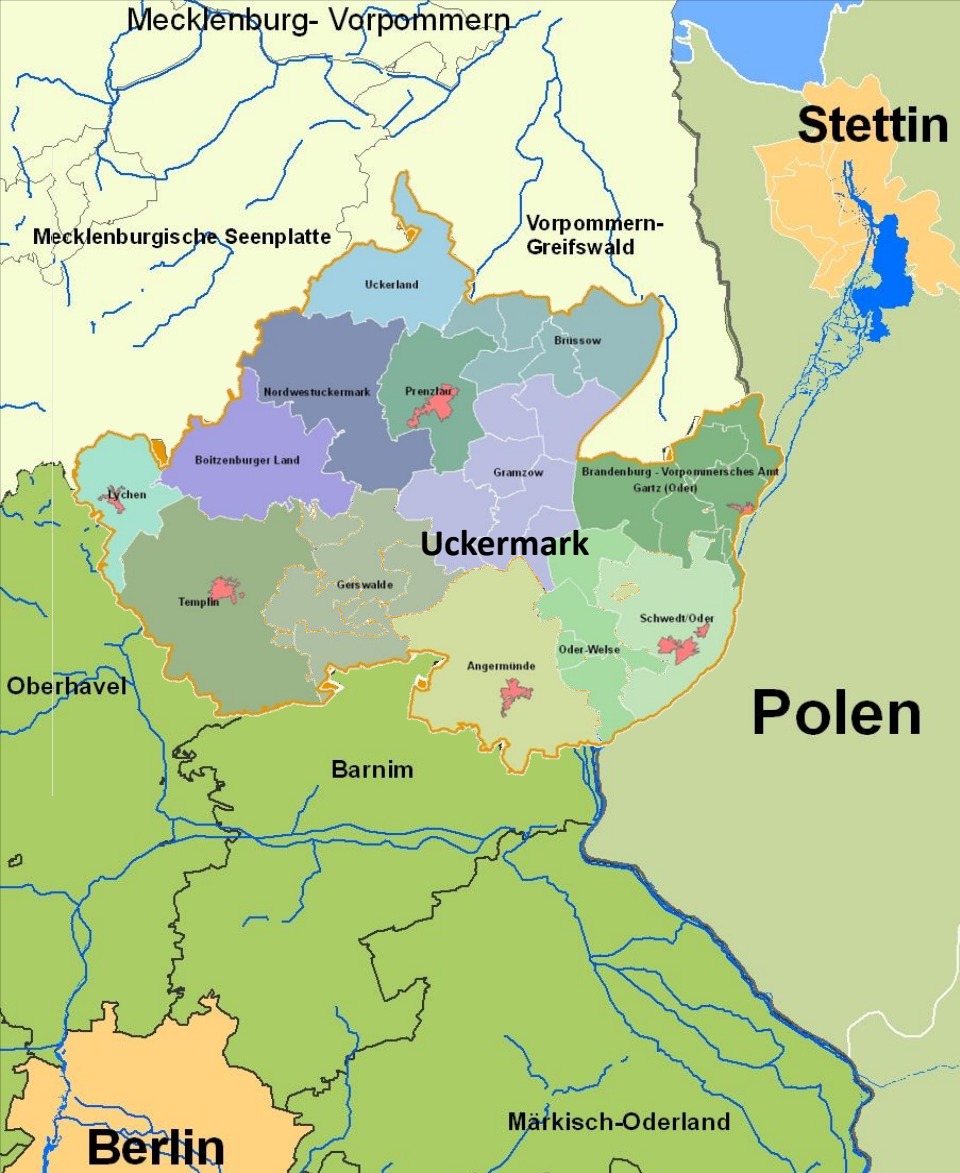 Mecklenburg- Vorpommern
Stettin
Mecklenburgische Seenplatte
Vorpommern-
Greifswald
Uckerland
Brüssow
Nordwestuckermark
Prenzlau
Boitzenburger Land
Gramzow
Brandenburg - Vorpommersches Amt
Gartz (Oder)
Lychen
Uckermark
Gerswalde
Templin
Schwedt/Oder
Oder-Welse
Angermünde
Oberhavel
Polen
Barnim
Märkisch-Oderland
Berlin